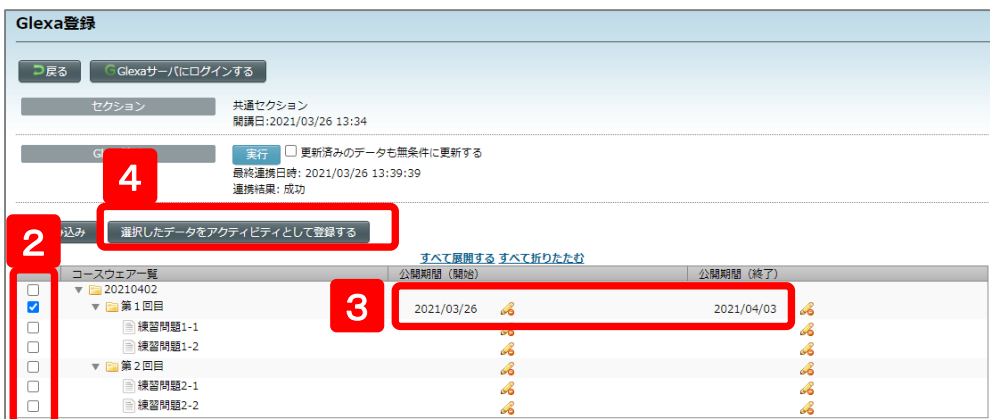 Glexa登録
戻る Glexaサーバにログインする
セクション 共通セクション
開講日:2021/03/26 13:34
実行 更新済みのデータも無条件に更新する
4
最終連携日時: 2021/03/26 13:39:39
連携結果: 成功
2 込み 選択したデータをアクティビティとして登録する
すべて展開する すべて折りたたむ
コースウェア一覧 公開期間（開始） 公開期間（終了）
20210402
第１回目 3 2021/03/26 2021/04/03
練習問題1-1
練習問題1-2
第２回目
練習問題2-1
練習問題2-2